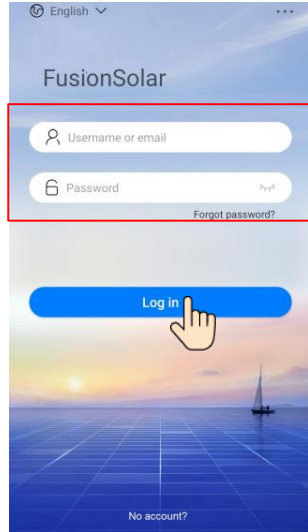 English
FusionSolar
Username or email
Password
Forgot password?
Log in
No account?